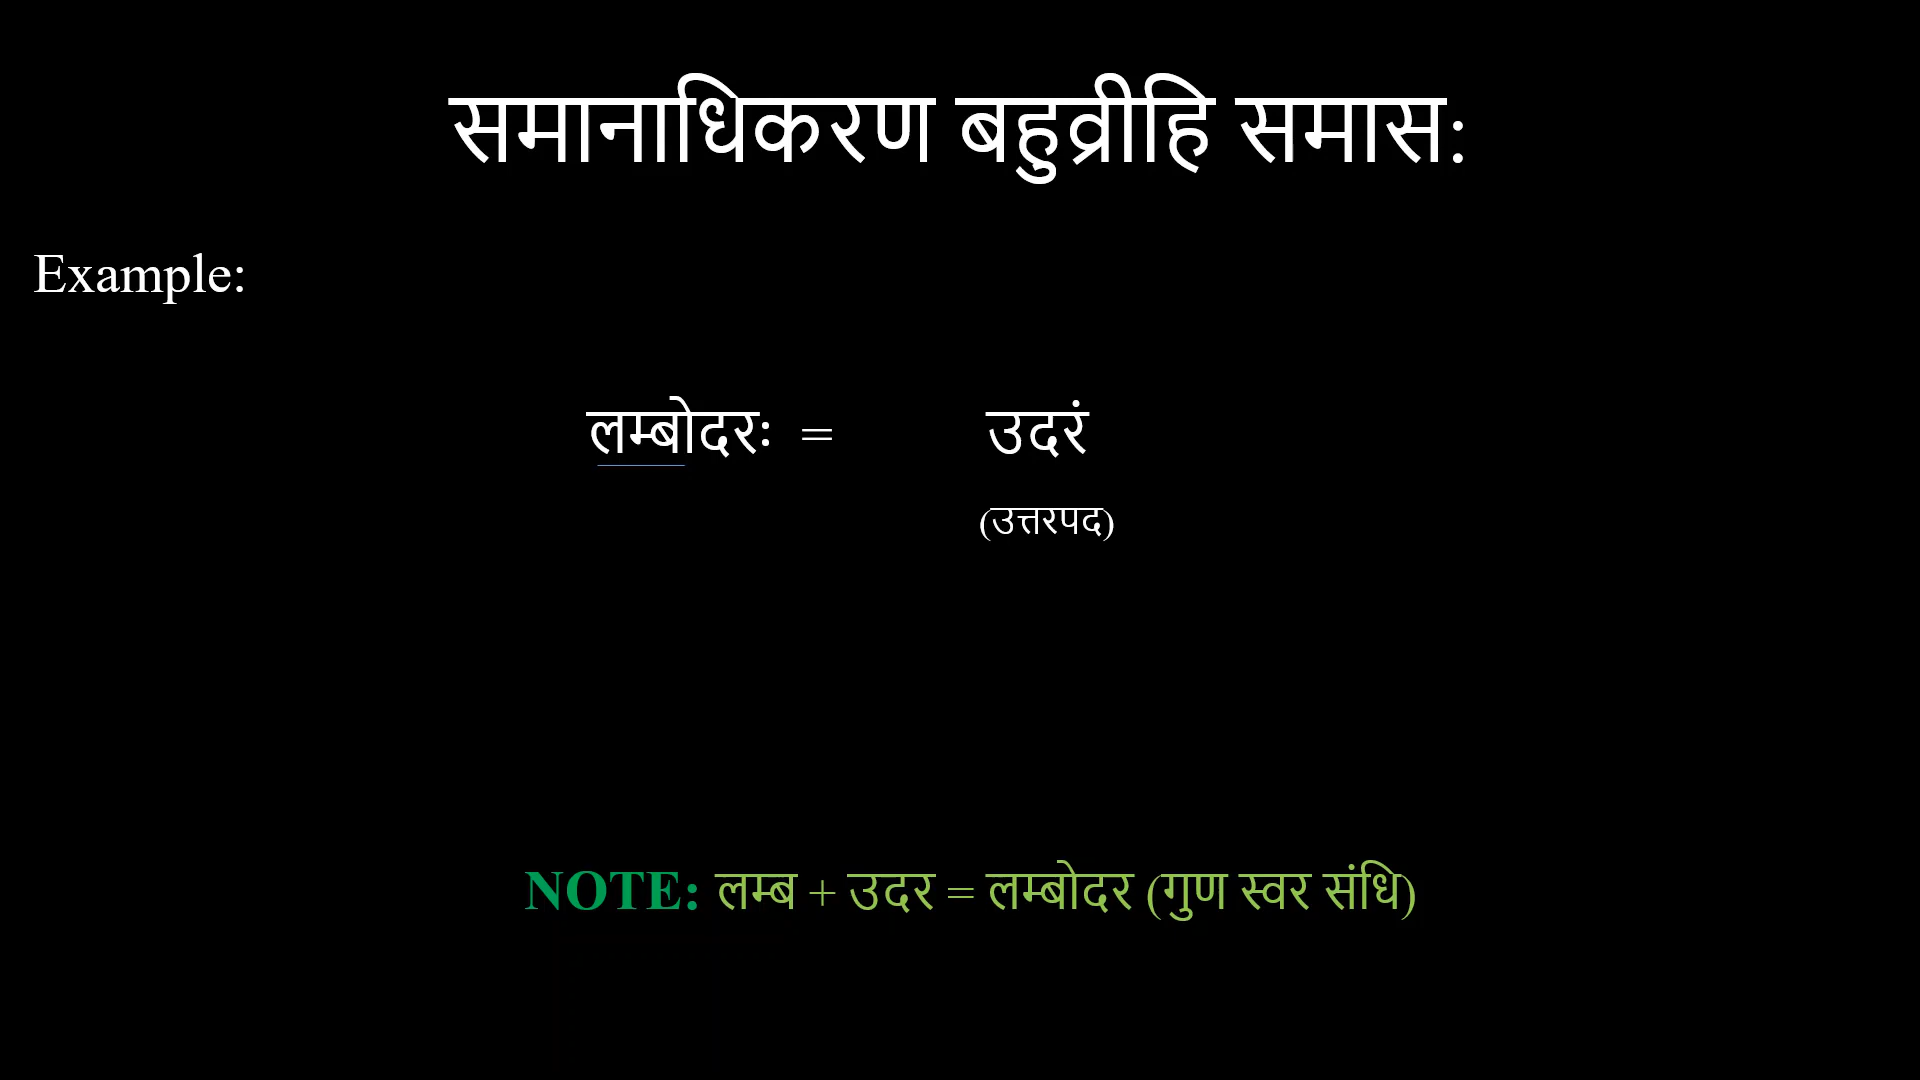 समानाधिकरण बहुव्रीहि समास:
Example:
लम्बोदरः = उदरं
(उत्तरपद)
NOTE: लम्ब + उदर = लम्बोदर (गुण स्वर संधि)